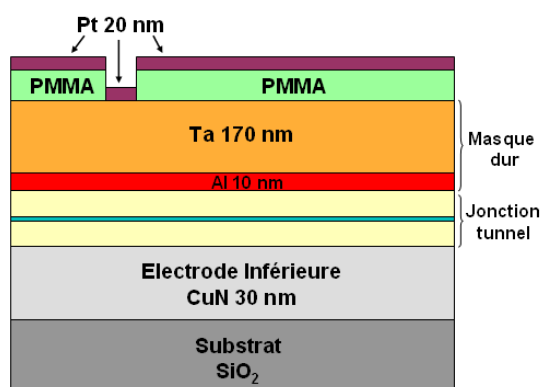 Pt 20 nm
PMMA
PMMA
Ta 170 nm
Masque
dur
Al 10 nm
Jonction
tunnel
Electrode Inférieure
CuN 30 nm
Substrat
SiO₂